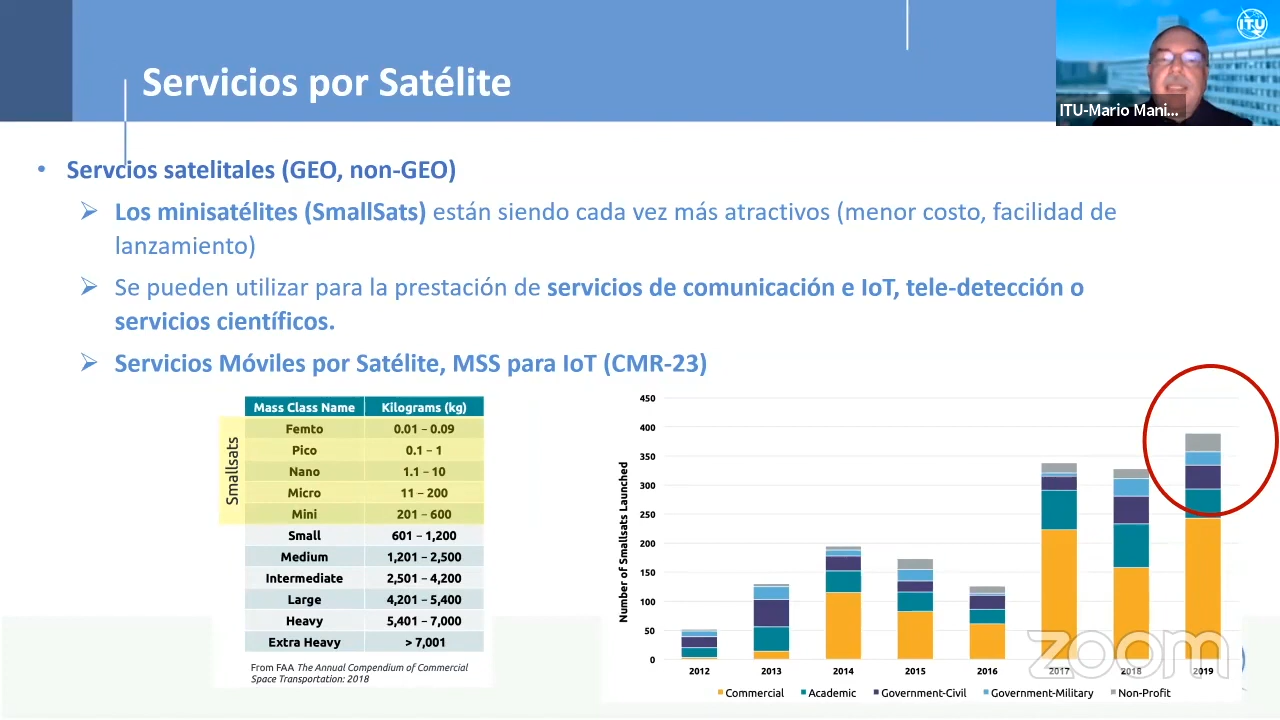 Servicios por Satélite
ITU
ITU-Mario Mani...
• Servcios satelitales (GEO, non-GEO)
➢ Los minisatélites (SmallSats) están siendo cada vez más atractivos (menor costo, facilidad de
lanzamiento)
➢ Se pueden utilizar para la prestación de servicios de comunicación e IoT, tele-detección o
servicios científicos.
➢ Servicios Móviles por Satélite, MSS para IoT (CMR-23)
Smallsats
Mass Class Name Kilograms (kg)
Femto 0.01 – 0.09
Pico 0.1 – 1
Nano 1.1 – 10
Micro 11 – 200
Mini 201 – 600
Small 601 – 1,200
Medium 1,201 – 2,500
Intermediate 2,501 – 4,200
Large 4,201 – 5,400
Heavy 5,401 – 7,000
Extra Heavy > 7,001
From FAA The Annual Compendium of Commercial
Space Transportation: 2018
Number of Smallsats Launched
450
400
350
300
250
200
150
100
50
0
2012 2013 2014 2015 2016 2017 2018 2019
Commercial Academic Government-Civil Government-Military Non-Profit
zoom